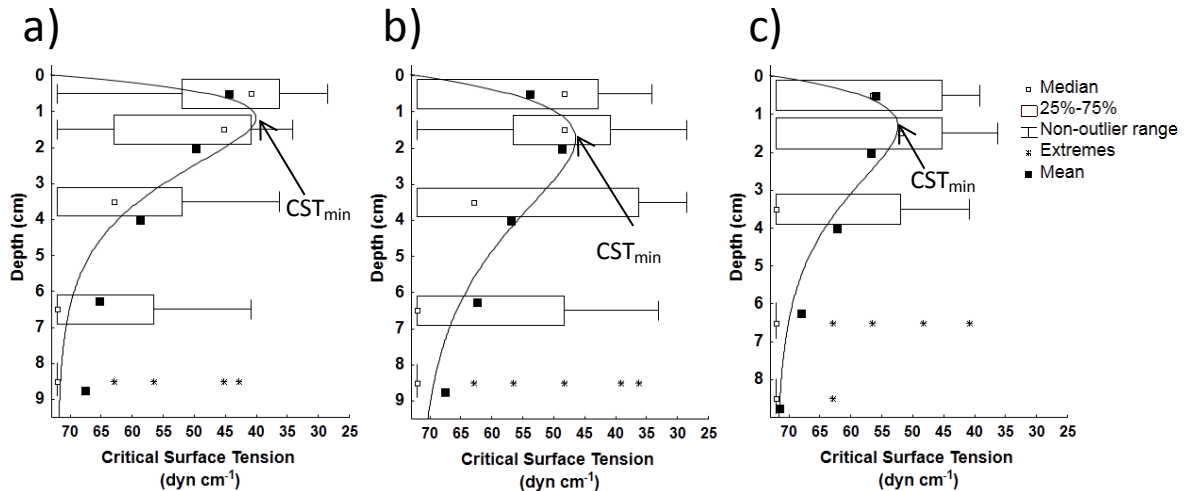 a)
0
1
2
3
4
5
6
7
8
9
Depth (cm)
CSTmin
70 65 60 55 50 45 40 35 30 25
Critical Surface Tension
(dyn cm-1)
b)
0
1
2
3
4
5
6
7
8
9
Depth (cm)
CSTmin
70 65 60 55 50 45 40 35 30 25
Critical Surface Tension
(dyn cm-1)
c)
0
1
2
3
4
5
6
7
8
Depth (cm)
CSTmin
70 65 60 55 50 45 40 35 30 25
Critical Surface Tension
(dyn cm-1)
Median
25%-75%
Non-outlier range
Extremes
Mean